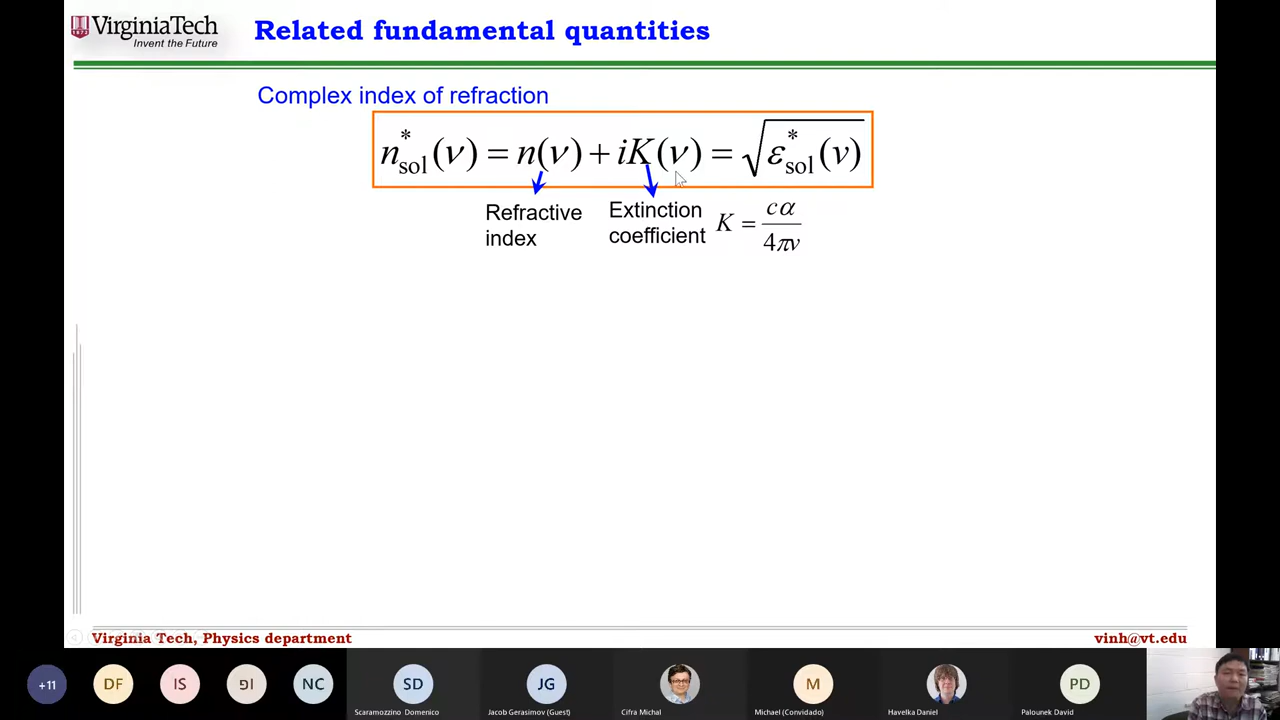 VirginiaTech
Invent the Future
Related fundamental quantities
Complex index of refraction
n*sol(ν) = n(ν) + iK(ν) = √ε*sol(ν)
Refractive index
Extinction coefficient
K = cα / 4πν
Virginia Tech, Physics department
vinh@vt.edu
+11
DF
IS
פו
NC
SD
Scaramozzino Domenico
JG
Jacob Gerasimov (Guest)
Cifra Michal
M
Michael (Convidado)
Havelka Daniel
PD
Palounek David